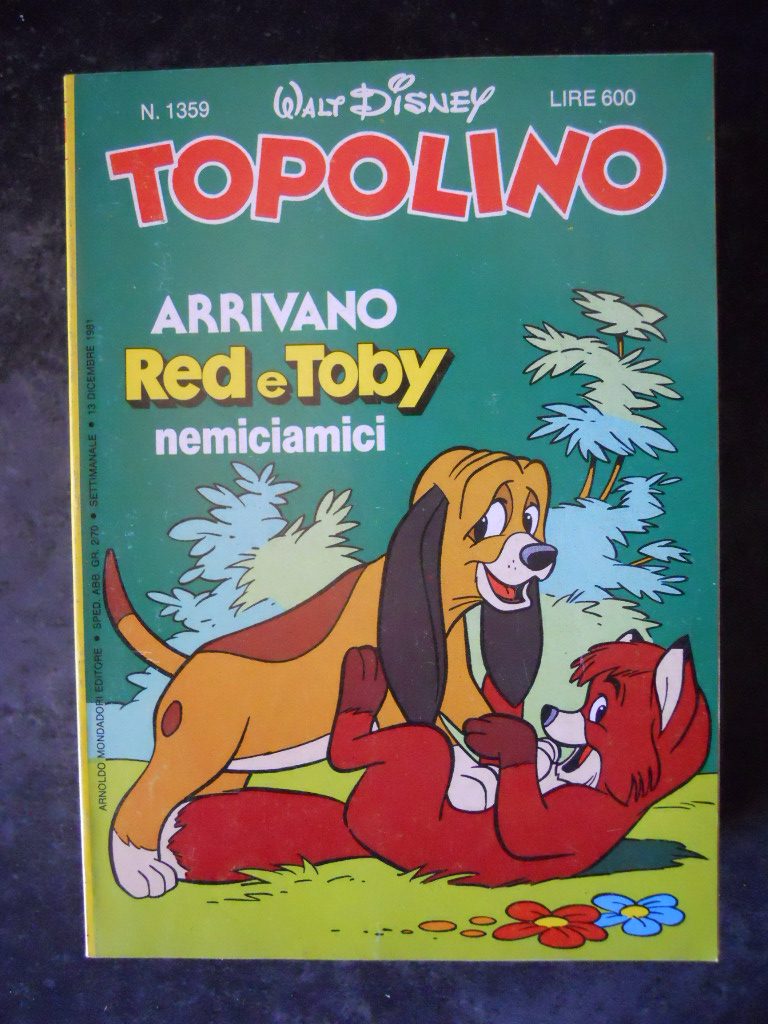 N. 1359
WALT DISNEY
LIRE 600
TOPOLINO
ARRIVANO
Red e Toby
nemiciamici
ARNOLDO MONDADORI EDITORE • SPED. ABB. GR. 2/70 • SETTIMANALE • 13 DICEMBRE 1981